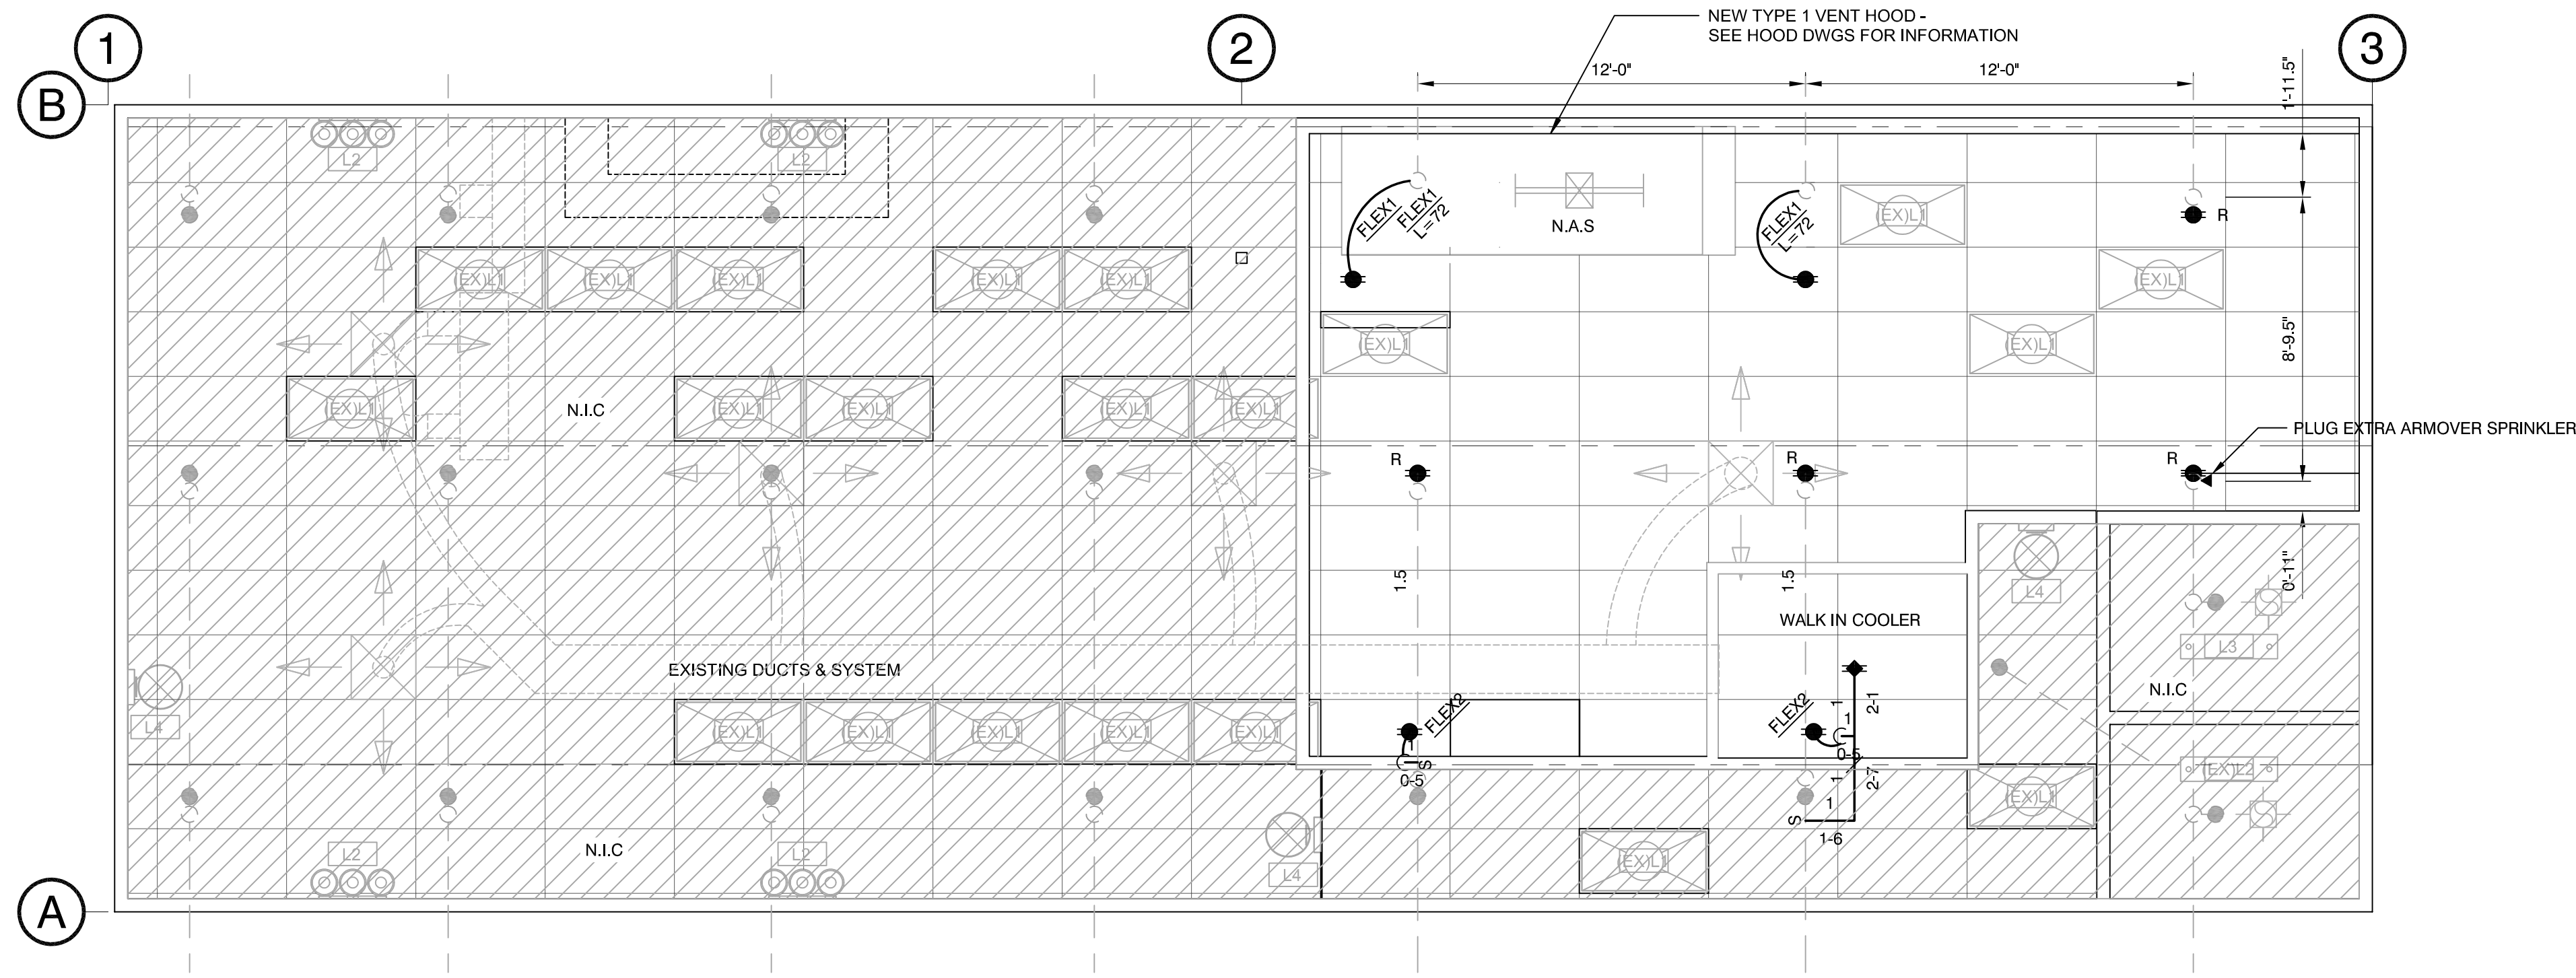 NEW TYPE 1 VENT HOOD -
SEE HOOD DWGS FOR INFORMATION
1
2
3
B
12'-0"
12'-0"
1'-11.5"
L2
L2
FLEX1
FLEX1
L=72
N.A.S
FLEX1
L=72
(EX)L1
R
(EX)L1
(EX)L1
(EX)L1
(EX)L1
(EX)L1
(EX)L1
(EX)L1
(EX)L1
8'-9.5"
(EX)L1
N.I.C
(EX)L1
(EX)L1
(EX)L1
(EX)L1
PLUG EXTRA ARMOVER SPRINKLER
R
R
R
1.5
1.5
0'-11"
L4
WALK IN COOLER
L3
EXISTING DUCTS & SYSTEM
N.I.C
L4
(EX)L1
(EX)L1
(EX)L1
(EX)L1
(EX)L1
FLEX2
FLEX2
1
1
2-1
0-5
1
S
0-5
0-5
1
2-7
(EX)L2
(EX)L1
1
S
1-6
N.I.C
L2
L2
L4
(EX)L1
A